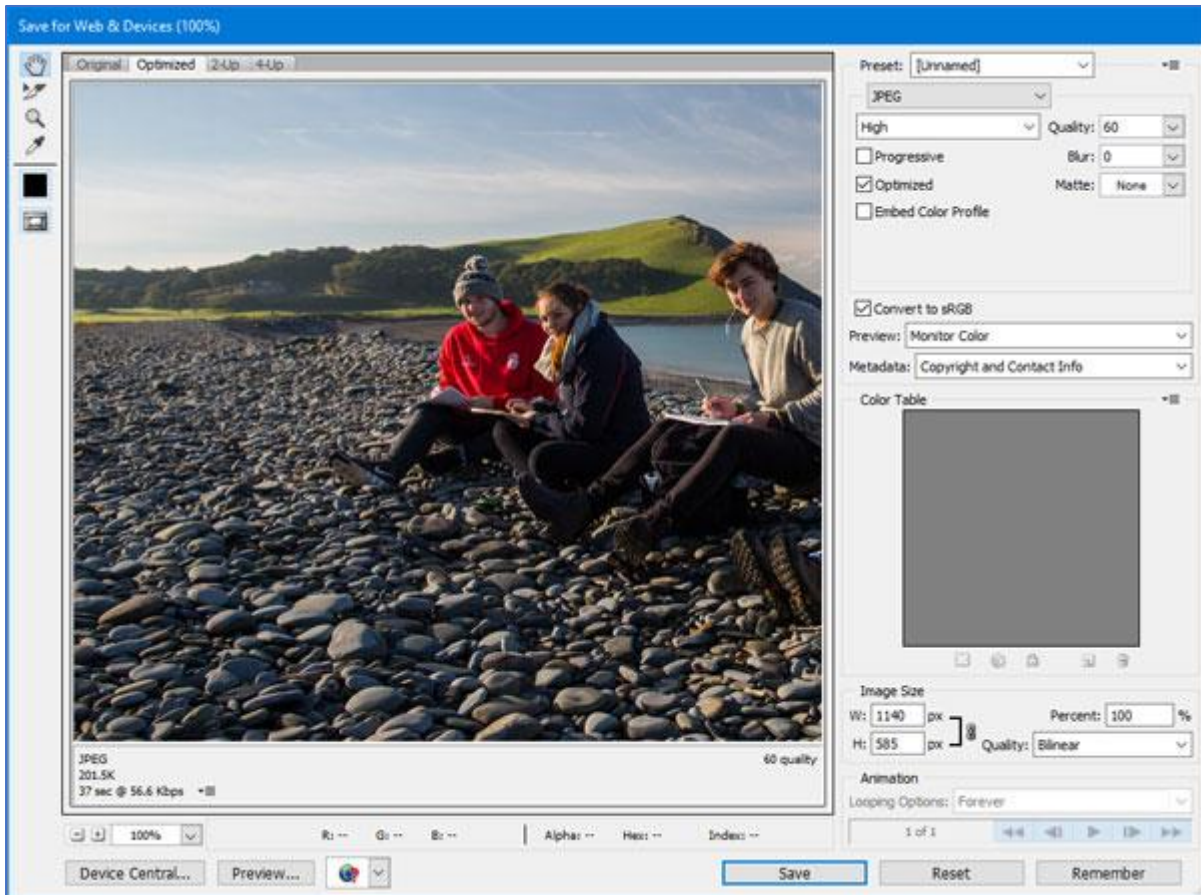 Save for Web & Devices (100%)
Original Optimized 2-Up 4-Up
Preset: [Unnamed]
JPEG
High Quality: 60
Progressive Blur: 0
Optimized Matte: None
Embed Color Profile
Convert to sRGB
Preview: Monitor Color
Metadata: Copyright and Contact Info
Color Table
Image Size
W: 1140 px Percent: 100 %
H: 585 px Quality: Bilinear
JPEG 60 quality
201.5K
37 sec @ 56.6 Kbps
Animation
Looping Options: Forever
1 of 1
100% R: -- G: -- B: -- Alpha: -- Hex: -- Index: --
Device Central... Preview... Save Reset Remember